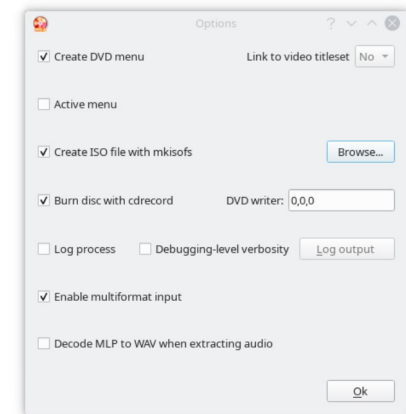 Options
Create DVD menu Link to video titleset No
Active menu
Create ISO file with mkisofs Browse...
Burn disc with cdrecord DVD writer: 0,0,0
Log process Debugging-level verbosity Log output
Enable multiformat input
Decode MLP to WAV when extracting audio
Ok